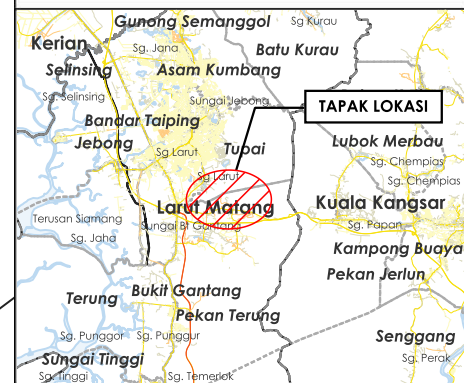 Gunong Semanggol
Sg Kurau
Kerian
Sg. Jana
Batu Kurau
Selinsing
Asam Kumbang
Sg. Selinsing
Sungai Jebong
TAPAK LOKASI
Bandar Taiping
Jebong
Tupai
Lubok Merbau
Sg Larut
Sg. Chempias
Sg Larut
Sg. Chempias
Larut Matang
Kuala Kangsar
Terusan Siamang
Sungai Bt Gantang
Sg. Papan
Sg. Jaha
Kampong Buaya
Pekan Jerlun
Terung
Bukit Gantang
Pekan Terung
Sg. Punggor
Sg. Punggur
Senggang
Sungai Tinggi
Sg. Perak
Sg. Tinggi
Sg. Temerlok